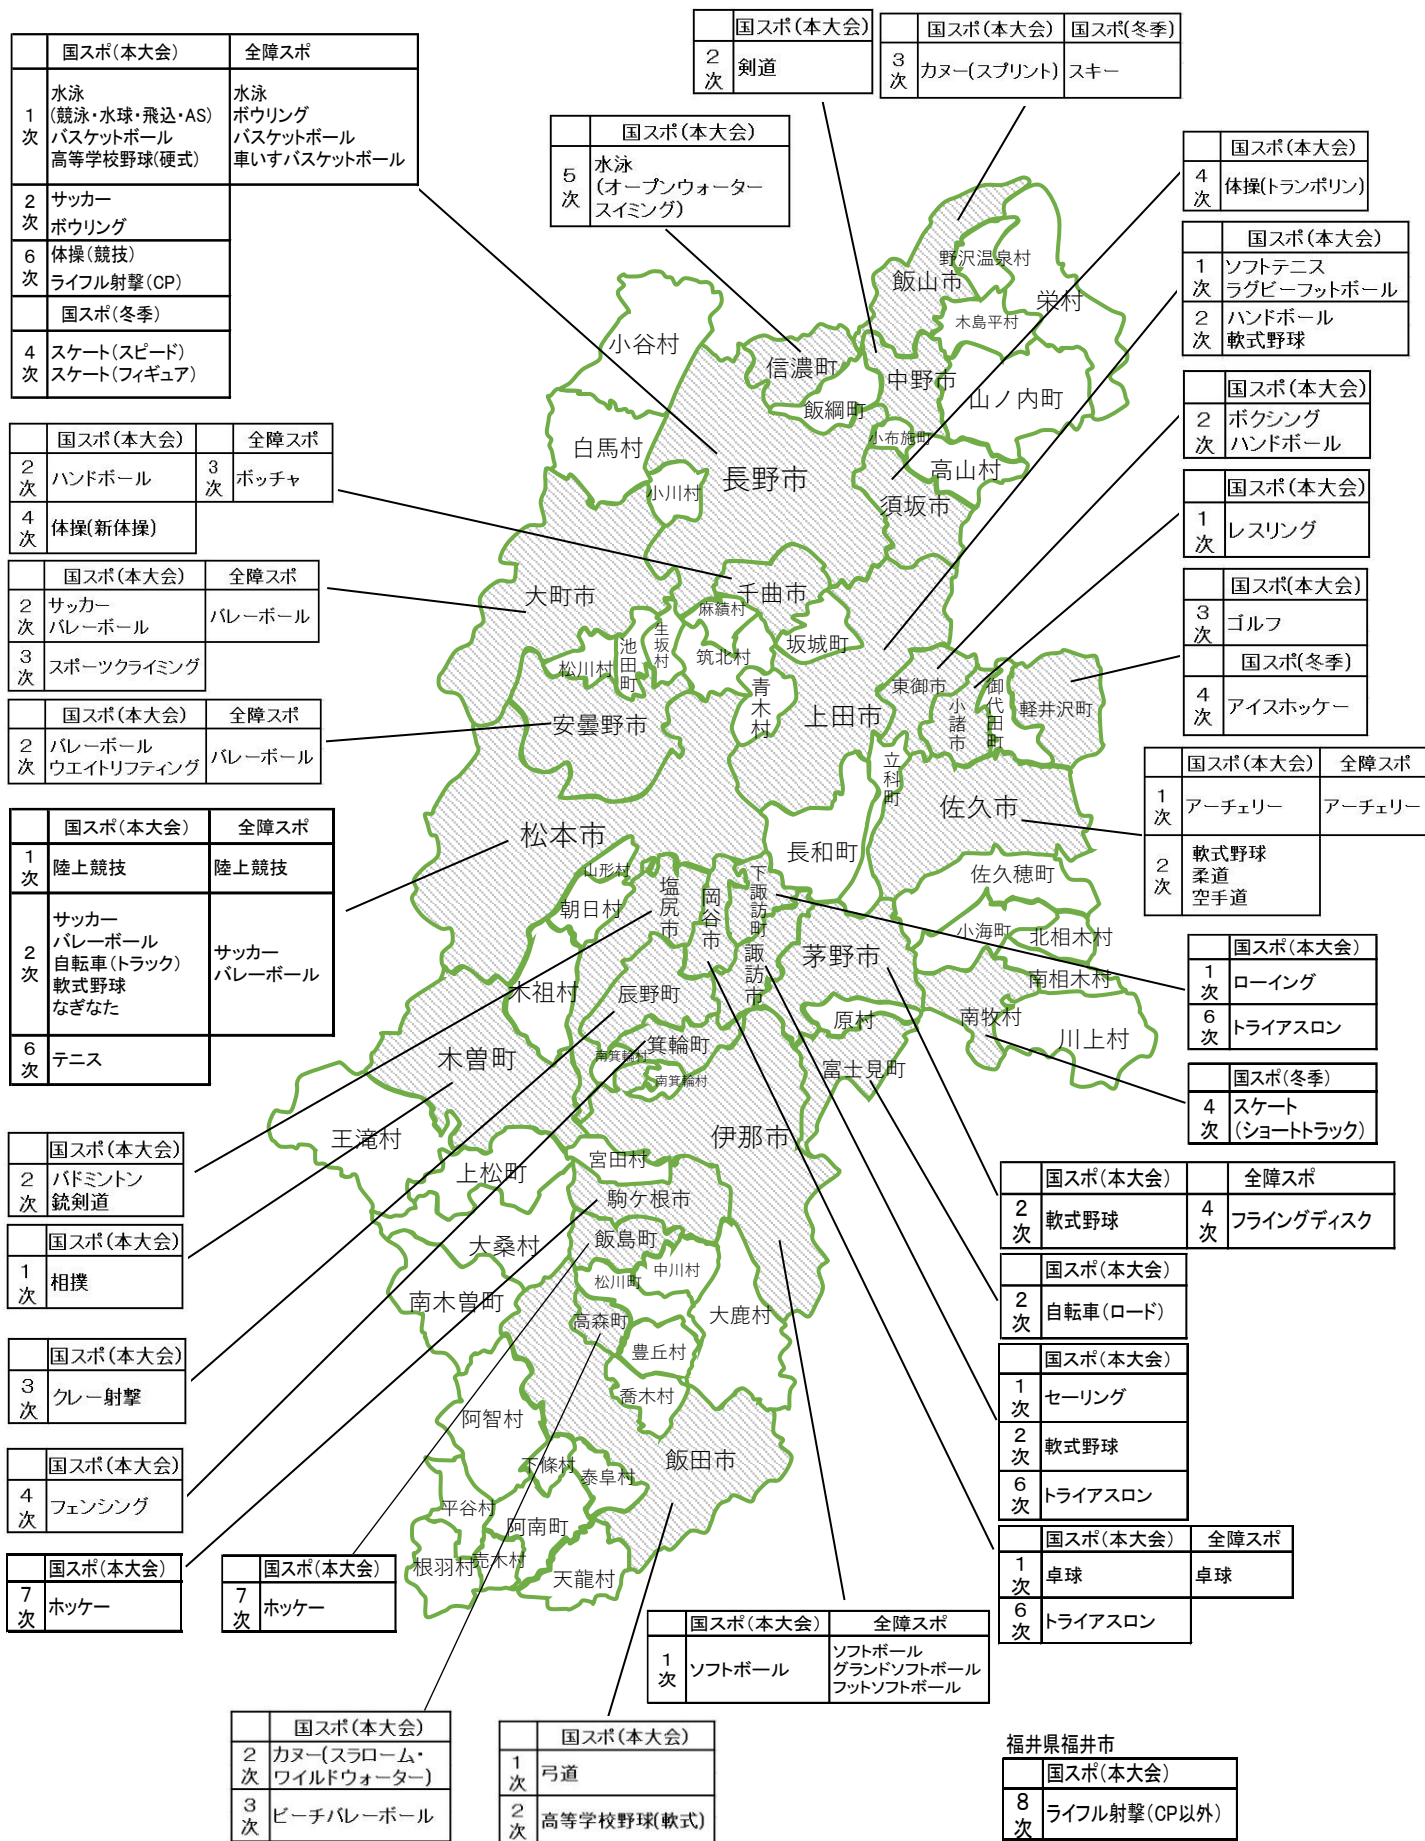 国スポ(本大会) 全障スポ
1次
水泳
(競泳・水球・飛込・AS)
バスケットボール
高等学校野球(硬式)
水泳
ボウリング
バスケットボール
車いすバスケットボール
2次
サッカー
ボウリング
6次
体操(競技)
ライフル射撃(CP)
国スポ(冬季)
4次
スケート(スピード)
スケート(フィギュア)
国スポ(本大会)
2次 剣道
国スポ(本大会) 国スポ(冬季)
3次 カヌー(スプリント) スキー
国スポ(本大会)
5次
水泳
(オープンウォーター
スイミング)
国スポ(本大会)
4次 体操(トランポリン)
国スポ(本大会)
1次
ソフトテニス
ラグビーフットボール
2次
ハンドボール
軟式野球
国スポ(本大会)
2次
ボクシング
ハンドボール
国スポ(本大会)
1次 レスリング
国スポ(本大会)
3次 ゴルフ
国スポ(冬季)
4次 アイスホッケー
国スポ(本大会) 全障スポ
1次 アーチェリー アーチェリー
2次
軟式野球
柔道
空手道
国スポ(本大会)
1次 ローイング
6次 トライアスロン
国スポ(冬季)
4次
スケート
(ショートトラック)
国スポ(本大会) 全障スポ
2次 軟式野球 4次 フライングディスク
国スポ(本大会)
2次 自転車(ロード)
国スポ(本大会)
1次 セーリング
2次 軟式野球
6次 トライアスロン
国スポ(本大会) 全障スポ
1次 卓球 卓球
6次 トライアスロン
国スポ(本大会) 全障スポ
2次 ハンドボール 3次 ボッチャ
4次 体操(新体操)
国スポ(本大会) 全障スポ
2次
サッカー
バレーボール
バレーボール
3次 スポーツクライミング
国スポ(本大会) 全障スポ
2次
バレーボール
ウエイトリフティング
バレーボール
国スポ(本大会) 全障スポ
1次 陸上競技 陸上競技
2次
サッカー
バレーボール
自転車(トラック)
軟式野球
なぎなた
サッカー
バレーボール
6次 テニス
国スポ(本大会)
2次
バドミントン
銃剣道
国スポ(本大会)
1次 相撲
国スポ(本大会)
3次 クレー射撃
国スポ(本大会)
4次 フェンシング
国スポ(本大会)
7次 ホッケー
国スポ(本大会)
7次 ホッケー
国スポ(本大会) 全障スポ
1次 ソフトボール
ソフトボール
グランドソフトボール
フットソフトボール
国スポ(本大会)
2次
カヌー(スラローム・
ワイルドウォーター)
3次 ビーチバレーボール
国スポ(本大会)
1次 弓道
2次 高等学校野球(軟式)
福井県福井市
国スポ(本大会)
8次 ライフル射撃(CP以外)
野沢温泉村
飯山市
栄村
木島平村
小谷村
信濃町
中野市
飯綱町
山ノ内町
小布施町
白馬村
高山村
長野市
小川村
須坂市
千曲市
大町市
麻績村
生坂村
池田町
坂城町
筑北村
松川村
青木村
東御市
御代田町
小諸市
軽井沢町
安曇野市
上田市
立科町
佐久市
松本市
長和町
山形村
下諏訪町
佐久穂町
塩尻市
岡谷市
朝日村
小海町
北相木村
諏訪市
茅野市
南相木村
木祖村
辰野町
原村
南牧村
川上村
箕輪町
南箕輪村
南箕輪村
木曽町
富士見町
王滝村
伊那市
上松町
宮田村
駒ケ根市
大桑村
飯島町
中川村
松川町
南木曽町
高森町
大鹿村
豊丘村
喬木村
阿智村
飯田市
下條村
泰阜村
平谷村
阿南町
根羽村
売木村
天龍村